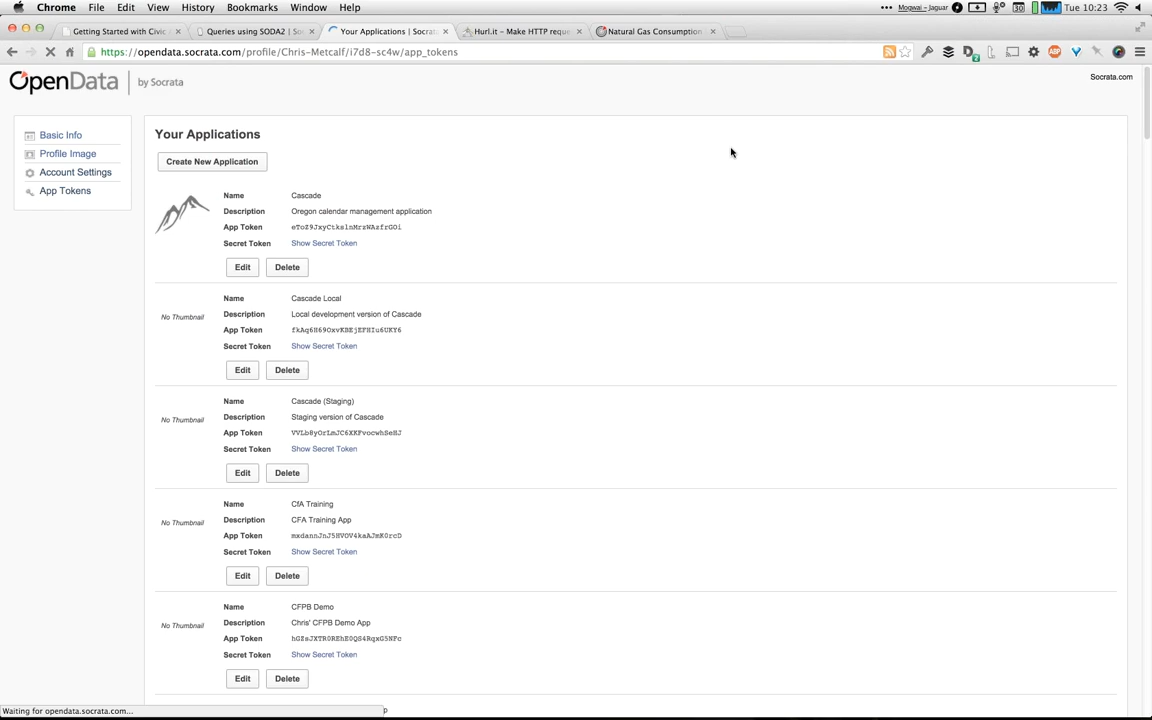 Chrome File Edit View History Bookmarks Window Help Mogwai – Jaguar 30 Tue 10:23
Getting Started with Civic Queries using SODA2 | So Your Applications | Socrat Hurl.it – Make HTTP reque Natural Gas Consumption
https://opendata.socrata.com/profile/Chris-Metcalf/i7d8-sc4w/app_tokens
OpenData by Socrata
Socrata.com
Basic Info
Profile Image
Account Settings
App Tokens
Your Applications
Create New Application
Name Cascade
Description Oregon calendar management application
App Token
Secret Token Show Secret Token
Edit Delete
No Thumbnail
Name Cascade Local
Description Local development version of Cascade
App Token
Secret Token Show Secret Token
Edit Delete
No Thumbnail
Name Cascade (Staging)
Description Staging version of Cascade
App Token
Secret Token Show Secret Token
Edit Delete
No Thumbnail
Name CfA Training
Description CFA Training App
App Token
Secret Token Show Secret Token
Edit Delete
No Thumbnail
Name CFPB Demo
Description Chris' CFPB Demo App
App Token
Secret Token Show Secret Token
Edit Delete
Waiting for opendata.socrata.com...